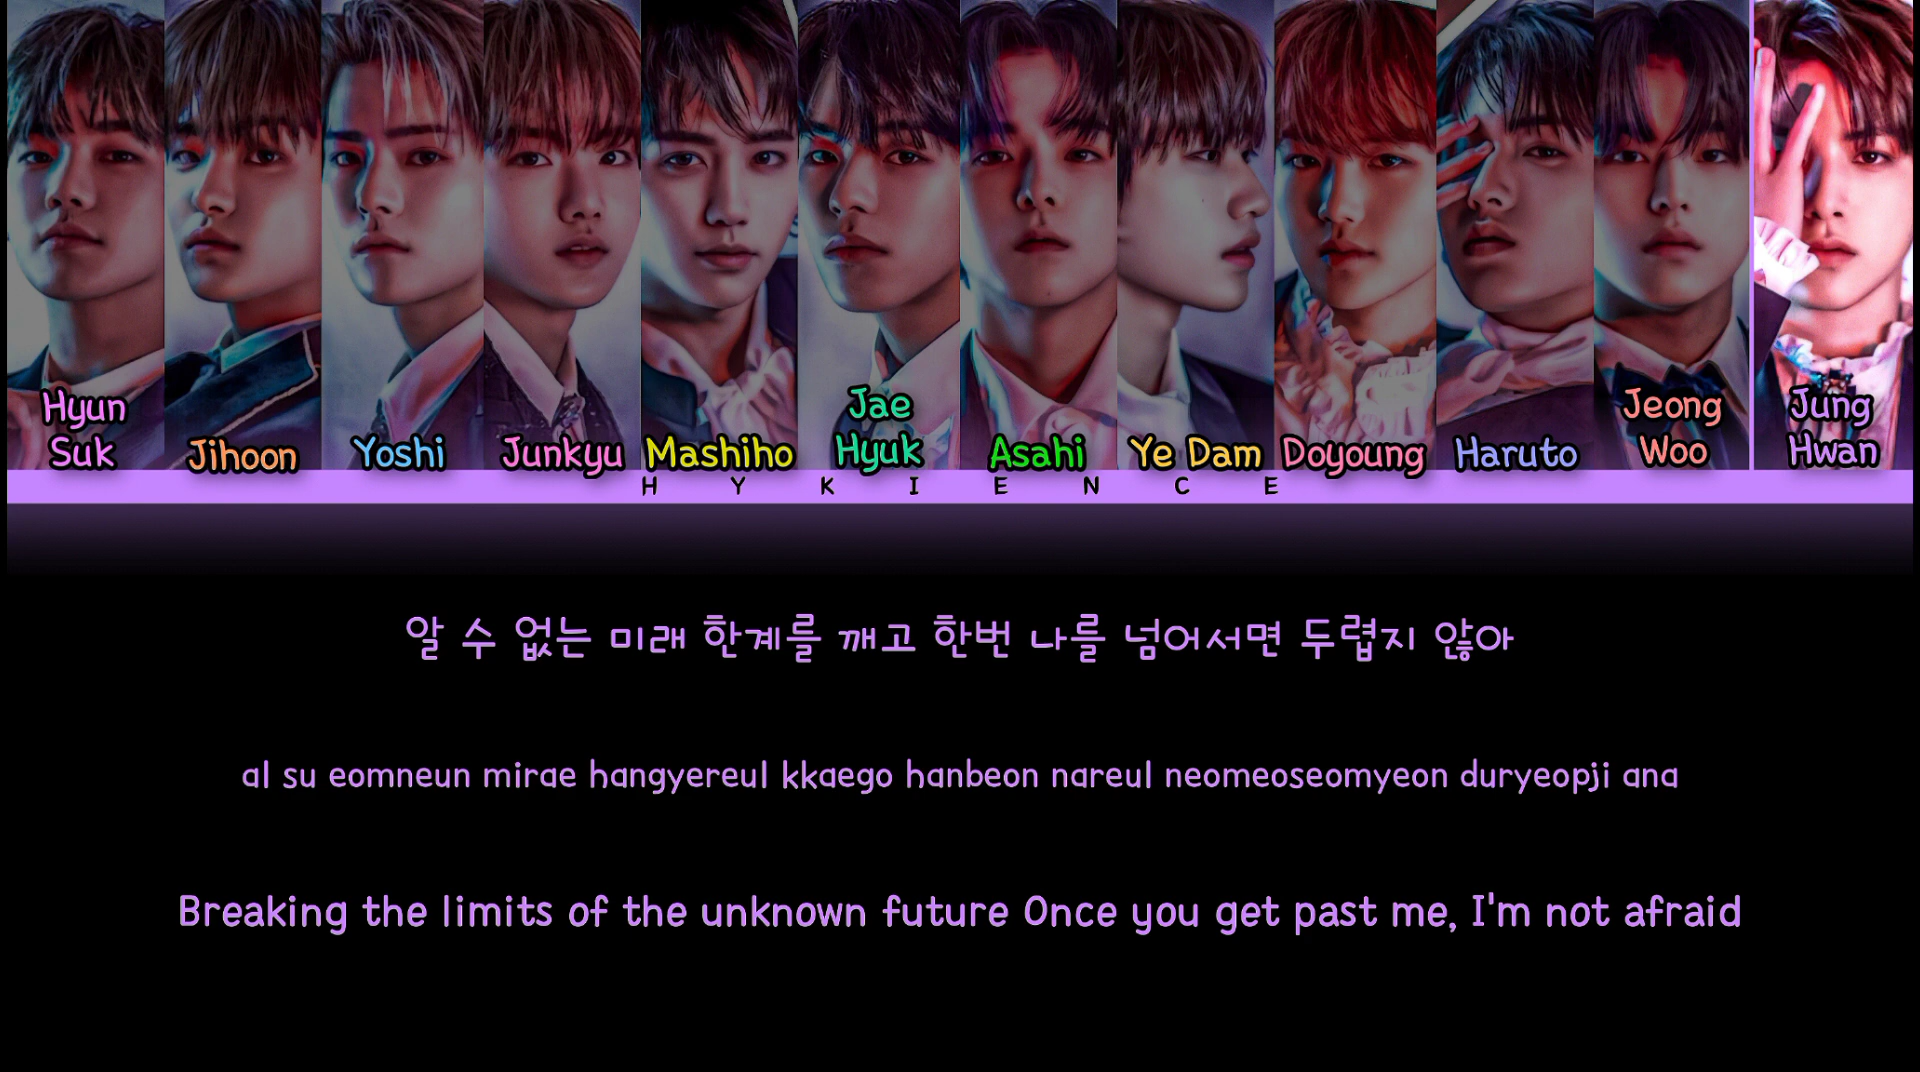 Hyun Suk
Jihoon
Yoshi
Junkyu
Mashiho
Jae Hyuk
Asahi
Ye Dam
Doyoung
Haruto
Jeong Woo
Jung Hwan
H Y K I E N C E
알 수 없는 미래 한계를 깨고 한번 나를 넘어서면 두렵지 않아
al su eomneun mirae hangyereul kkaego hanbeon nareul neomeoseomyeon duryeopji ana
Breaking the limits of the unknown future Once you get past me, I'm not afraid